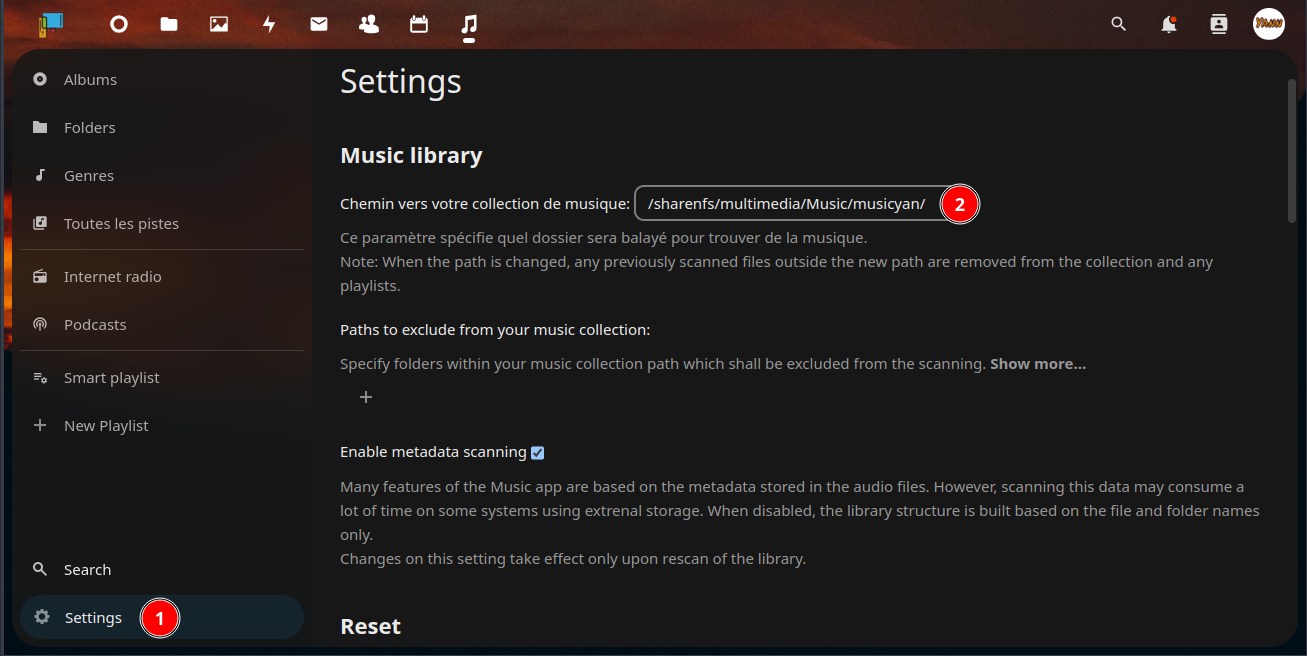 YANN
Albums
Folders
Genres
Toutes les pistes
Internet radio
Podcasts
Smart playlist
New Playlist
Search
Settings
1
Settings
Music library
Chemin vers votre collection de musique: /sharenfs/multimedia/Music/musicyan/
2
Ce paramètre spécifie quel dossier sera balayé pour trouver de la musique.
Note: When the path is changed, any previously scanned files outside the new path are removed from the collection and any
playlists.
Paths to exclude from your music collection:
Specify folders within your music collection path which shall be excluded from the scanning. Show more...
Enable metadata scanning
Many features of the Music app are based on the metadata stored in the audio files. However, scanning this data may consume a
lot of time on some systems using extrenal storage. When disabled, the library structure is built based on the file and folder names
only.
Changes on this setting take effect only upon rescan of the library.
Reset